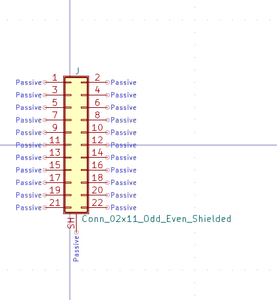 J
Passive 1 2 Passive
Passive 3 4 Passive
Passive 5 6 Passive
Passive 7 8 Passive
Passive 9 10 Passive
Passive 11 12 Passive
Passive 13 14 Passive
Passive 15 16 Passive
Passive 17 18 Passive
Passive 19 20 Passive
Passive 21 22 Passive
SH Conn_02x11_Odd_Even_Shielded
Passive